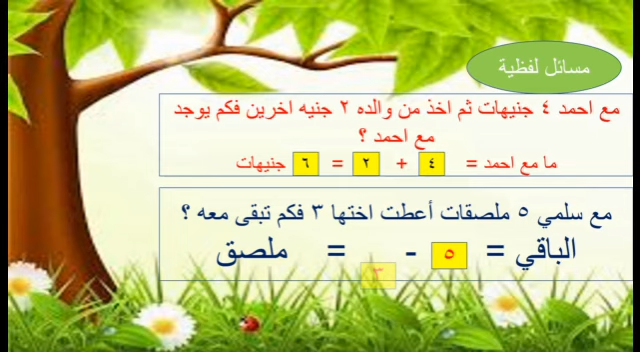 مسائل لفظية
مع احمد ٤ جنيهات ثم اخذ من والده ٢ جنيه اخرين فكم يوجد
مع احمد ؟
ما مع احمد = ٤ + ٢ = ٦ جنيهات
مع سلمي ٥ ملصقات أعطت اختها ٣ فكم تبقى معه ؟
الباقي = ٥ - ٣ = ملصق